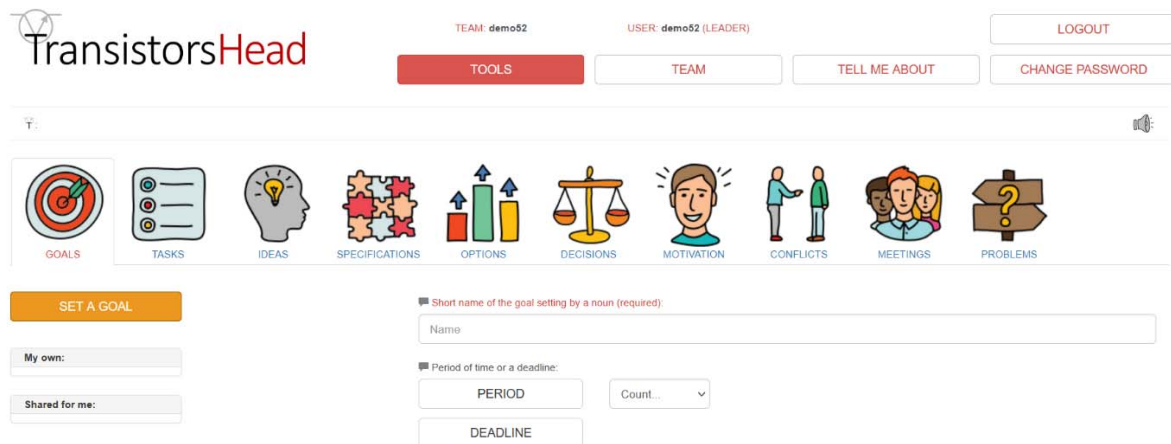 TransistorsHead
TEAM: demo52
USER: demo52 (LEADER)
LOGOUT
TOOLS
TEAM
TELL ME ABOUT
CHANGE PASSWORD
T :
GOALS
TASKS
IDEAS
SPECIFICATIONS
OPTIONS
DECISIONS
MOTIVATION
CONFLICTS
MEETINGS
PROBLEMS
?
SET A GOAL
Short name of the goal setting by a noun (required):
Name
My own:
Period of time or a deadline:
PERIOD
Count...
Shared for me:
DEADLINE